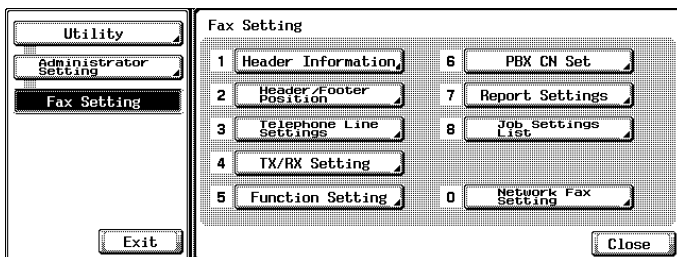 Utility
Administrator
Setting
Fax Setting
Exit
Fax Setting
1 Header Information
2 Header/Footer
Position
3 Telephone Line
Settings
4 TX/RX Setting
5 Function Setting
6 PBX CN Set
7 Report Settings
8 Job Settings
List
0 Network Fax
Setting
Close